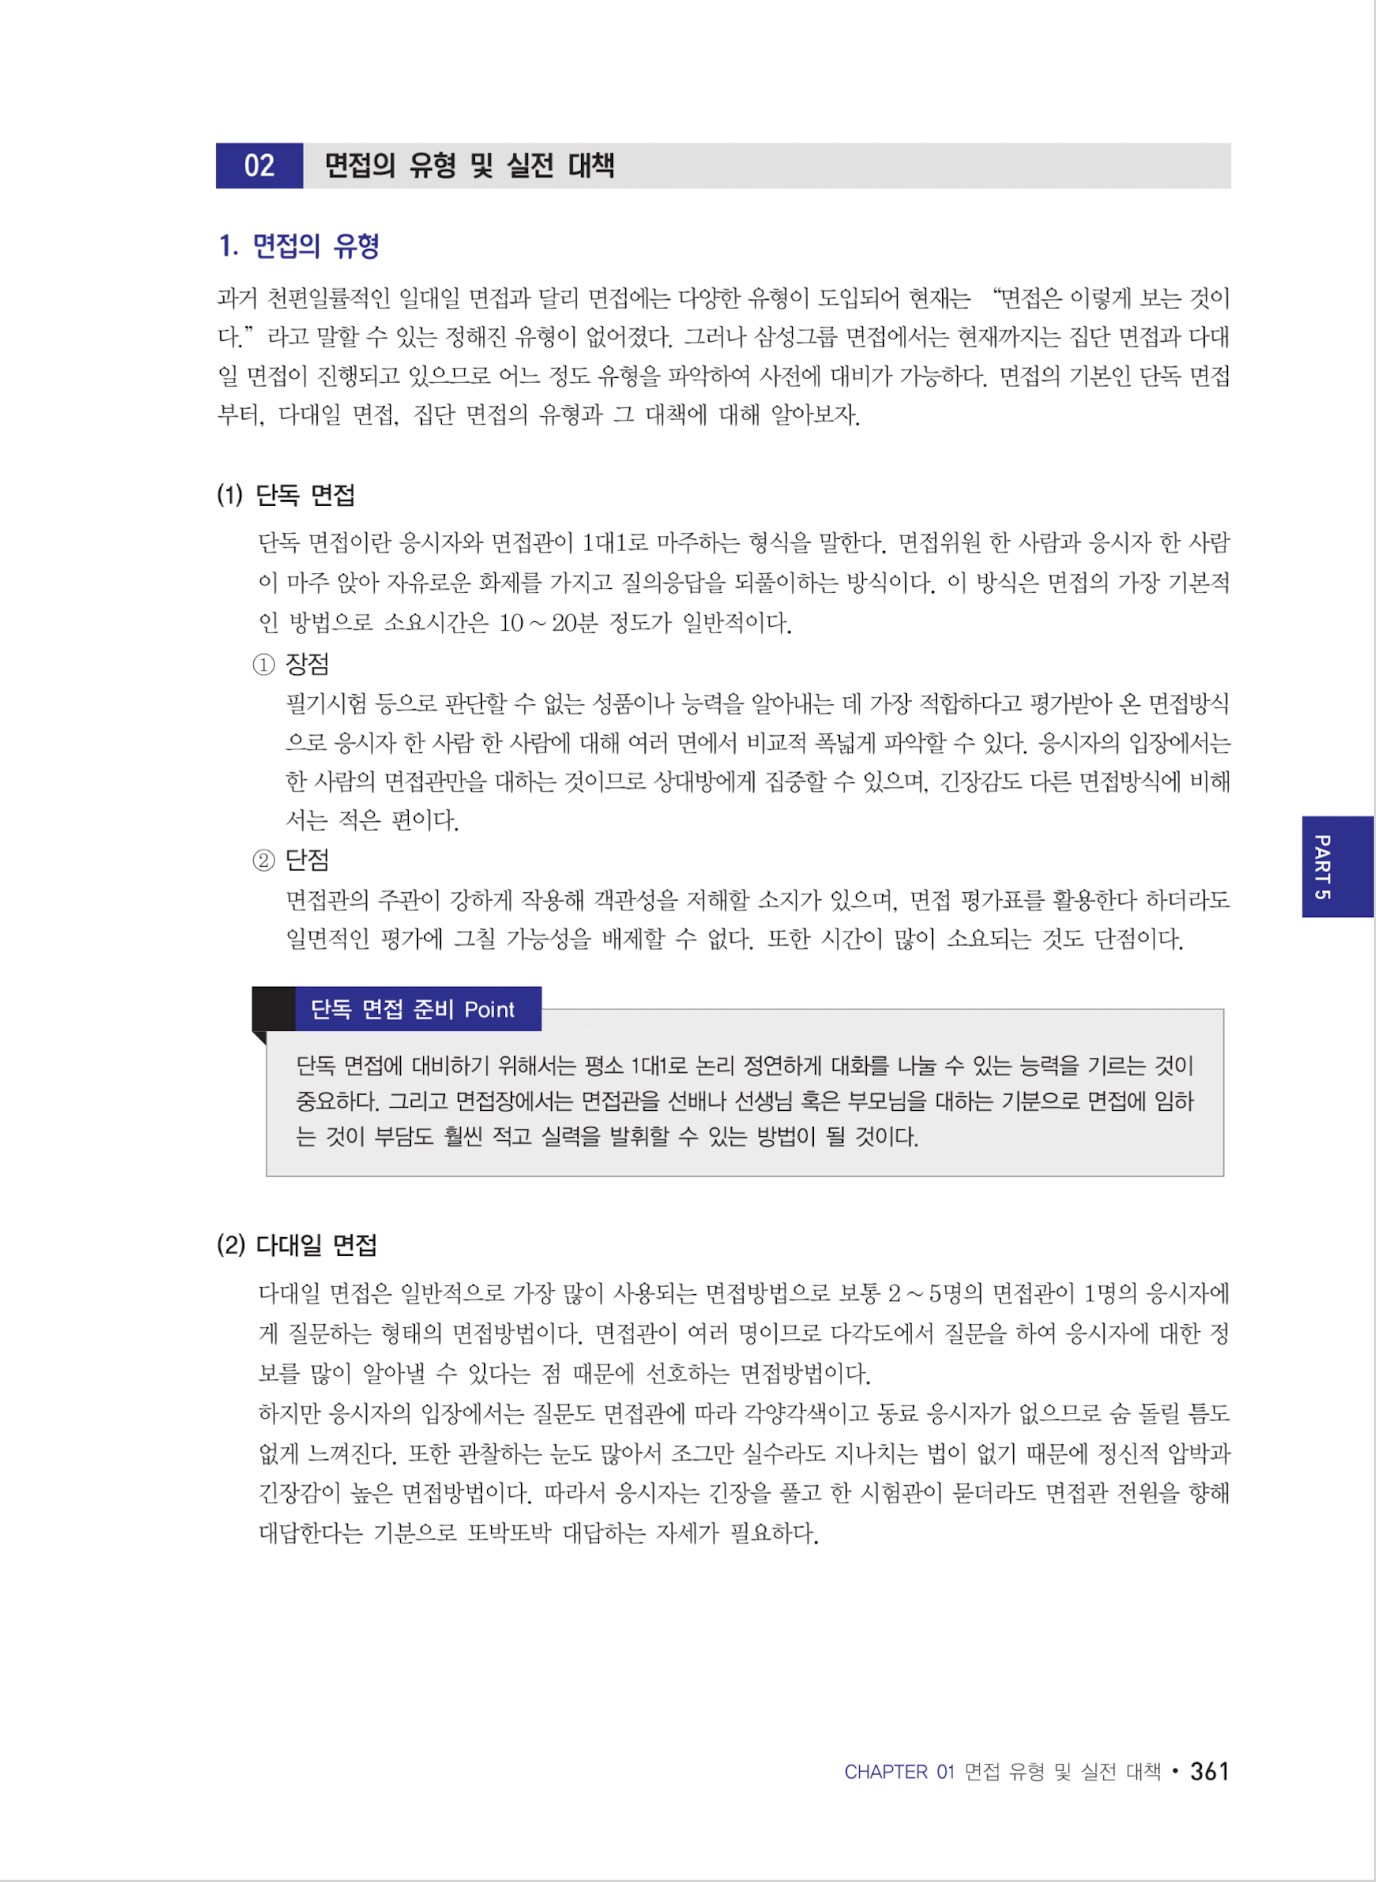 02 면접의 유형 및 실전 대책
1. 면접의 유형
과거 천편일률적인 일대일 면접과 달리 면접에는 다양한 유형이 도입되어 현재는 “면접은 이렇게 보는 것이
다.”라고 말할 수 있는 정해진 유형이 없어졌다. 그러나 삼성그룹 면접에서는 현재까지는 집단 면접과 다대
일 면접이 진행되고 있으므로 어느 정도 유형을 파악하여 사전에 대비가 가능하다. 면접의 기본인 단독 면접
부터, 다대일 면접, 집단 면접의 유형과 그 대책에 대해 알아보자.
(1) 단독 면접
단독 면접이란 응시자와 면접관이 1대1로 마주하는 형식을 말한다. 면접위원 한 사람과 응시자 한 사람
이 마주 앉아 자유로운 화제를 가지고 질의응답을 되풀이하는 방식이다. 이 방식은 면접의 가장 기본적
인 방법으로 소요시간은 10 ~ 20분 정도가 일반적이다.
① 장점
필기시험 등으로 판단할 수 없는 성품이나 능력을 알아내는 데 가장 적합하다고 평가받아 온 면접방식
으로 응시자 한 사람 한 사람에 대해 여러 면에서 비교적 폭넓게 파악할 수 있다. 응시자의 입장에서는
한 사람의 면접관만을 대하는 것이므로 상대방에게 집중할 수 있으며, 긴장감도 다른 면접방식에 비해
서는 적은 편이다.
② 단점
면접관의 주관이 강하게 작용해 객관성을 저해할 소지가 있으며, 면접 평가표를 활용한다 하더라도
일면적인 평가에 그칠 가능성을 배제할 수 없다. 또한 시간이 많이 소요되는 것도 단점이다.
PART 5
단독 면접 준비 Point
단독 면접에 대비하기 위해서는 평소 1대1로 논리 정연하게 대화를 나눌 수 있는 능력을 기르는 것이
중요하다. 그리고 면접장에서는 면접관을 선배나 선생님 혹은 부모님을 대하는 기분으로 면접에 임하
는 것이 부담도 훨씬 적고 실력을 발휘할 수 있는 방법이 될 것이다.
(2) 다대일 면접
다대일 면접은 일반적으로 가장 많이 사용되는 면접방법으로 보통 2 ~ 5명의 면접관이 1명의 응시자에
게 질문하는 형태의 면접방법이다. 면접관이 여러 명이므로 다각도에서 질문을 하여 응시자에 대한 정
보를 많이 알아낼 수 있다는 점 때문에 선호하는 면접방법이다.
하지만 응시자의 입장에서는 질문도 면접관에 따라 각양각색이고 동료 응시자가 없으므로 숨 돌릴 틈도
없게 느껴진다. 또한 관찰하는 눈도 많아서 조그만 실수라도 지나치는 법이 없기 때문에 정신적 압박과
긴장감이 높은 면접방법이다. 따라서 응시자는 긴장을 풀고 한 시험관이 묻더라도 면접관 전원을 향해
대답한다는 기분으로 또박또박 대답하는 자세가 필요하다.
CHAPTER 01 면접 유형 및 실전 대책 • 361